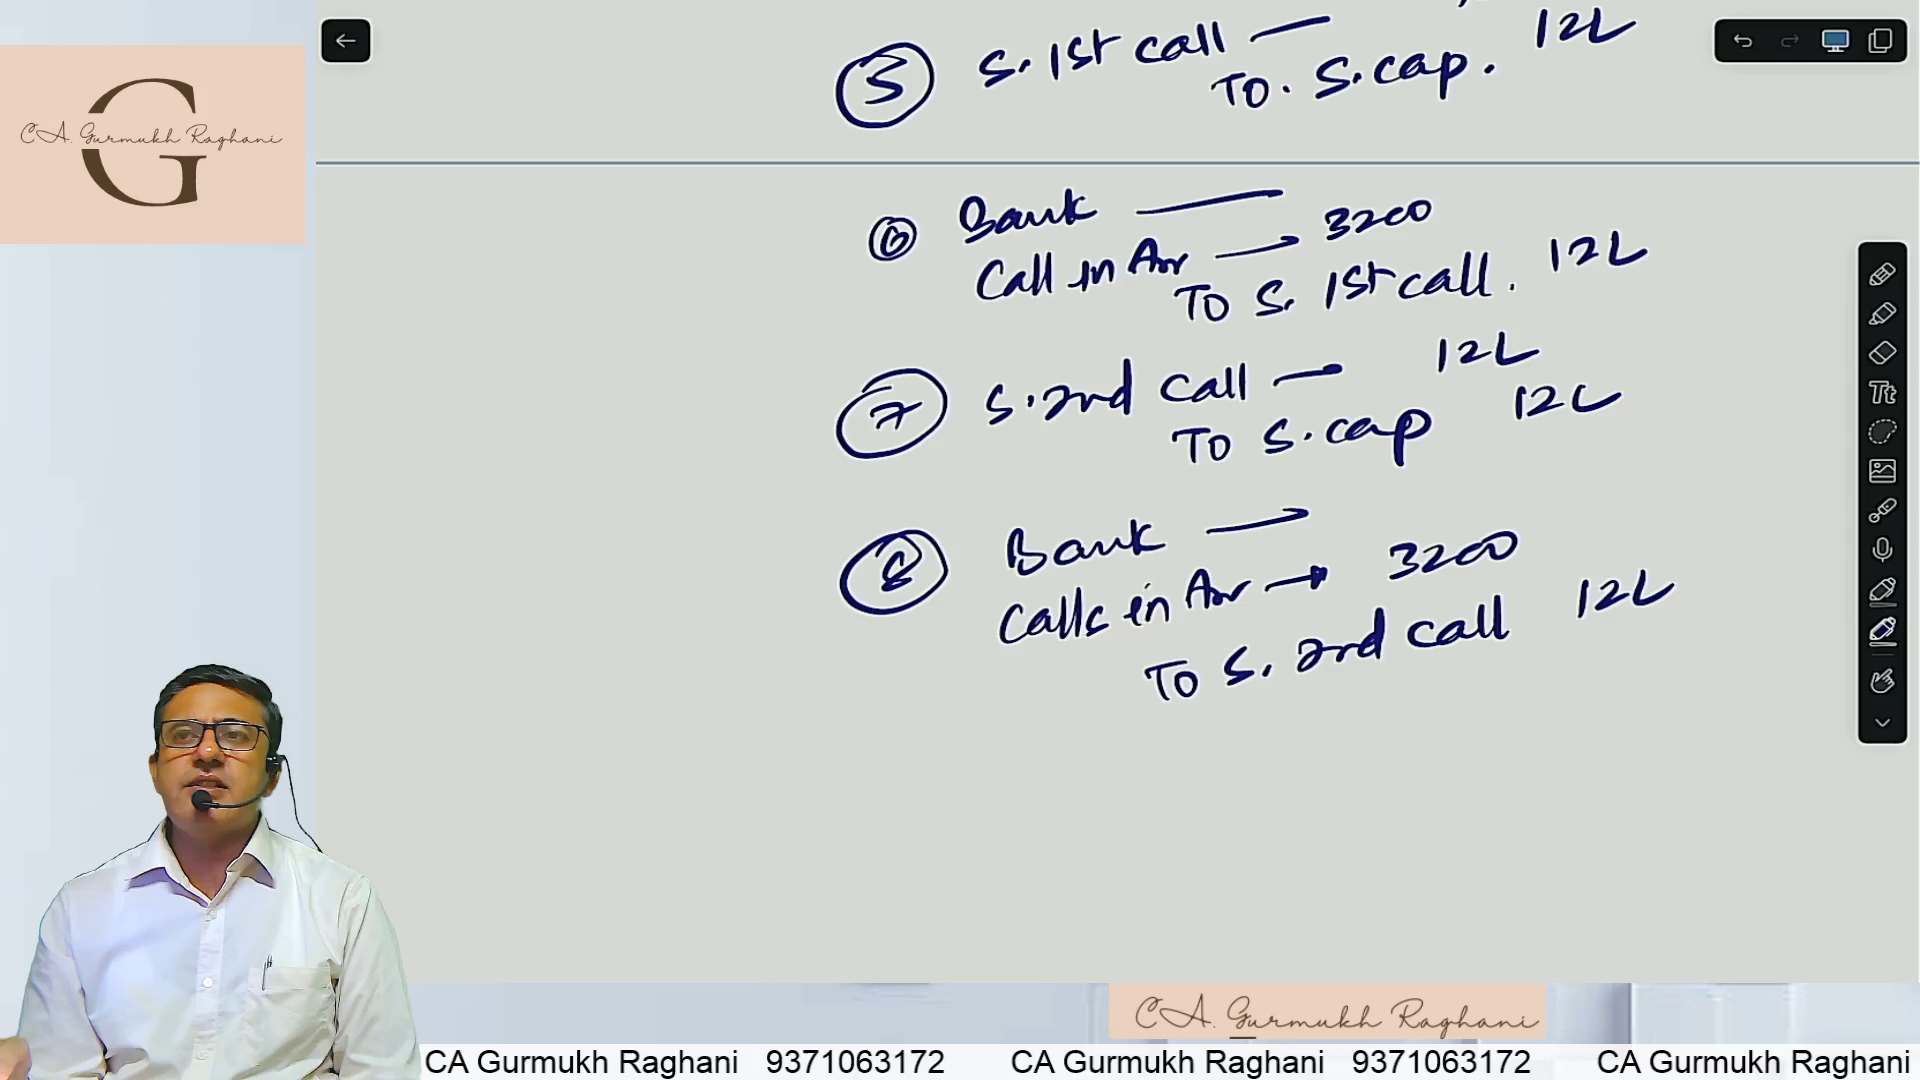 CA. Gurmukh Raghani
G
5 S. 1st call — 12L
To. S. cap.
6 Bank —
Call in Arr — 3200
To S. 1st call. 12L
7 S. 2nd call — 12L
To S. cap 12L
8 Bank —
Calls in Arr — 3200
To S. 2nd call 12L
Tt
CA. Gurmukh Raghani
CA Gurmukh Raghani 9371063172 CA Gurmukh Raghani 9371063172 CA Gurmukh Raghani